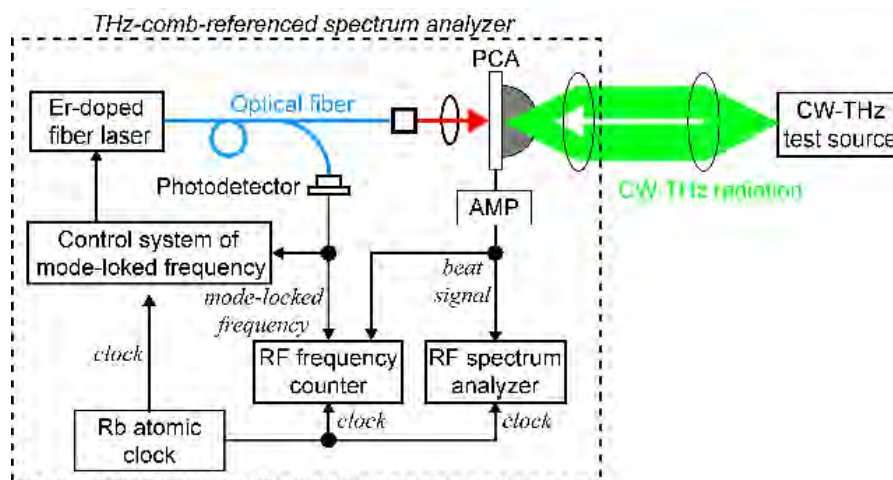 THz-comb-referenced spectrum analyzer
PCA
Er-doped
fiber laser
Optical fiber
CW-THz
test source
Photodetector
CW-THz radiation
AMP
Control system of
mode-loked frequency
beat
signal
mode-locked
frequency
clock
RF frequency
counter
RF spectrum
analyzer
Rb atomic
clock
clock
clock